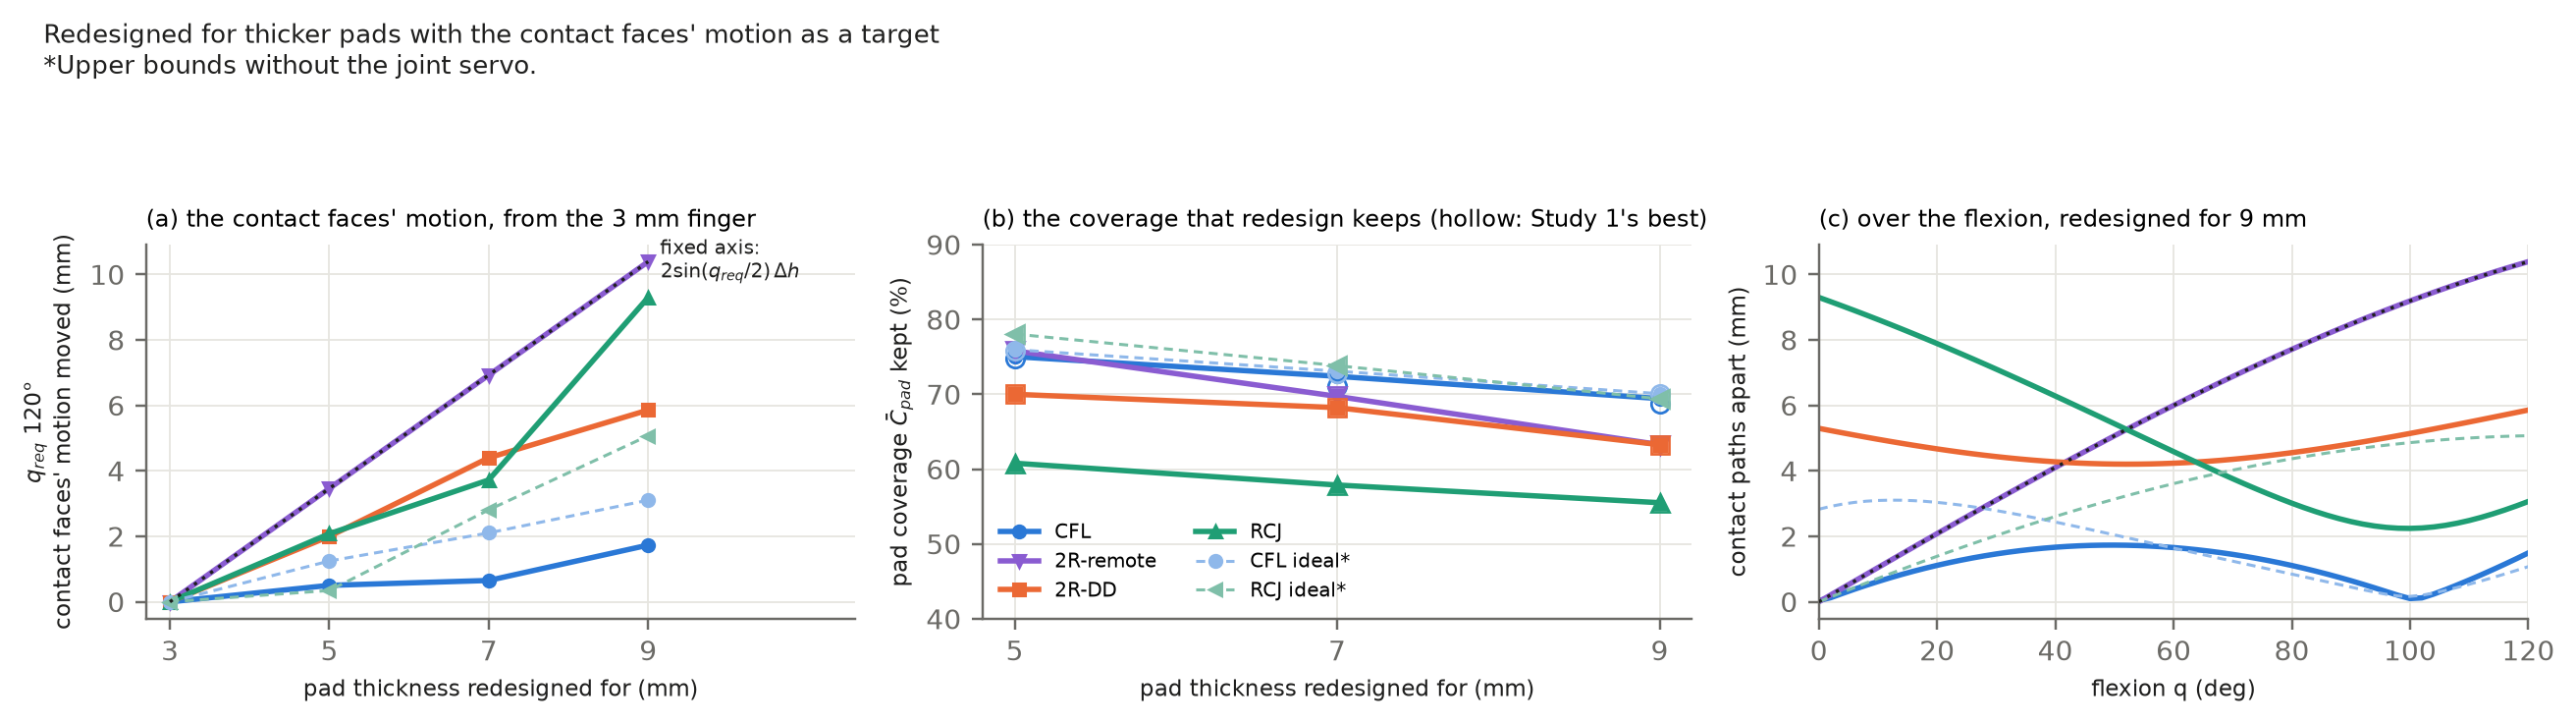 Redesigned for thicker pads with the contact faces' motion as a target
*Upper bounds without the joint servo.
(a) the contact faces' motion, from the 3 mm finger
q_req 120°
contact faces' motion moved (mm)
10
8
6
4
2
0
fixed axis:
2sin(q_req/2) Δh
3 5 7 9
pad thickness redesigned for (mm)
(b) the coverage that redesign keeps (hollow: Study 1's best)
pad coverage C̄_pad kept (%)
90
80
70
60
50
40
CFL
2R-remote
2R-DD
RCJ
CFL ideal*
RCJ ideal*
5 7 9
pad thickness redesigned for (mm)
(c) over the flexion, redesigned for 9 mm
contact paths apart (mm)
10
8
6
4
2
0
0 20 40 60 80 100 120
flexion q (deg)